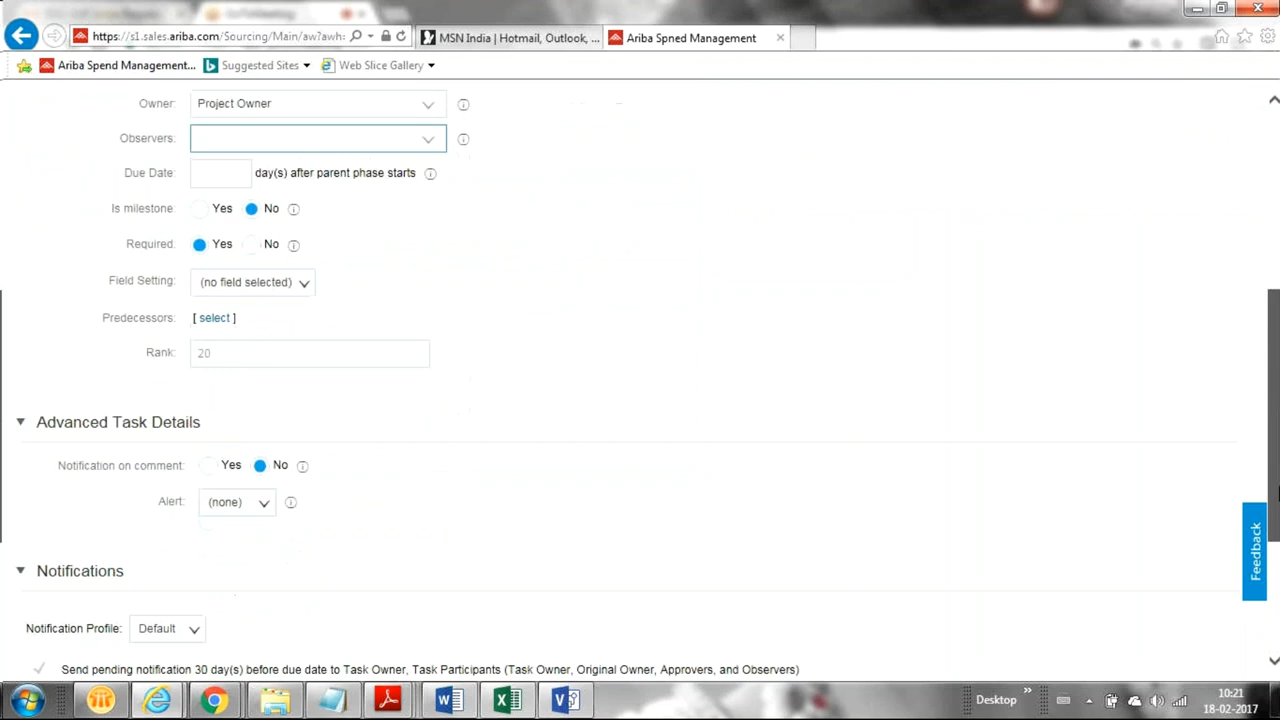 https://s1.sales.ariba.com/Sourcing/Main/aw?awh:
MSN India | Hotmail, Outlook, ...
Ariba Spned Management
Ariba Spend Management...
Suggested Sites
Web Slice Gallery
Owner:
Project Owner
Observers:
Due Date:
day(s) after parent phase starts
Is milestone:
Yes
No
Required:
Yes
No
Field Setting:
(no field selected)
Predecessors:
[ select ]
Rank:
20
Advanced Task Details
Notification on comment:
Yes
No
Alert:
(none)
Feedback
Notifications
Notification Profile:
Default
Send pending notification 30 day(s) before due date to Task Owner, Task Participants (Task Owner, Original Owner, Approvers, and Observers)
Desktop
10:21
18-02-2017